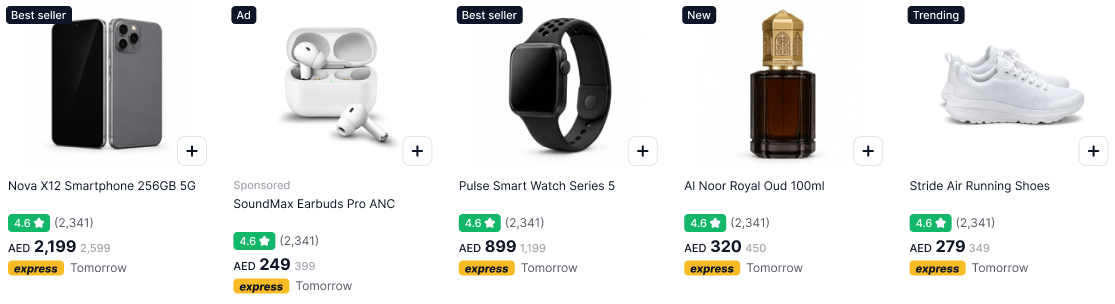 Best seller
Nova X12 Smartphone 256GB 5G
4.6 (2,341)
AED 2,199 2,599
express Tomorrow
Ad
Sponsored
SoundMax Earbuds Pro ANC
4.6 (2,341)
AED 249 399
express Tomorrow
Best seller
Pulse Smart Watch Series 5
4.6 (2,341)
AED 899 1,199
express Tomorrow
New
Al Noor Royal Oud 100ml
4.6 (2,341)
AED 320 450
express Tomorrow
Trending
Stride Air Running Shoes
4.6 (2,341)
AED 279 349
express Tomorrow